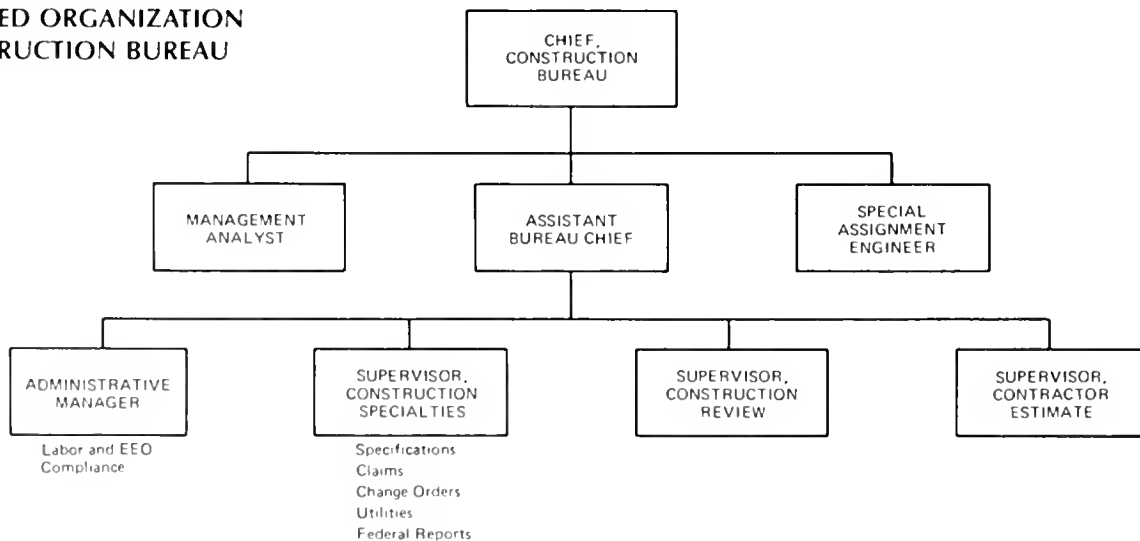 ED ORGANIZATION
RUCTION BUREAU
CHIEF,
CONSTRUCTION
BUREAU
MANAGEMENT
ANALYST
ASSISTANT
BUREAU CHIEF
SPECIAL
ASSIGNMENT
ENGINEER
ADMINISTRATIVE
MANAGER
Labor and EEO
Compliance
SUPERVISOR,
CONSTRUCTION
SPECIALTIES
Specifications
Claims
Change Orders
Utilities
Federal Reports
SUPERVISOR,
CONSTRUCTION
REVIEW
SUPERVISOR,
CONTRACTOR
ESTIMATE